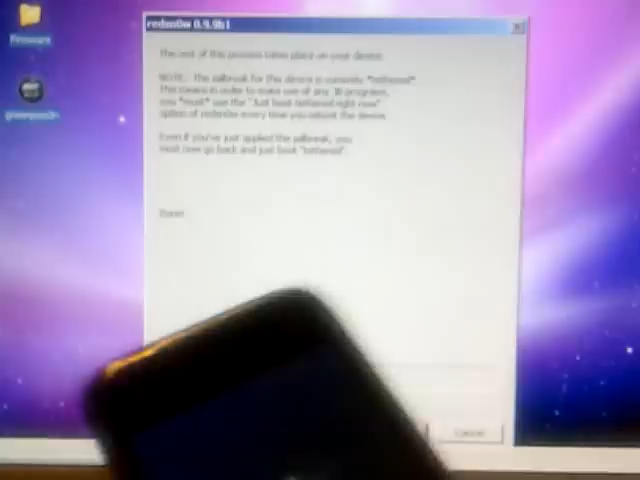 Firmware
redsn0w 0.9.9b1
The rest of this process takes place on your device.
NOTE: The jailbreak for this device is currently "tethered"
This means in order to make use of any JB programs,
you *must* use the "Just boot tethered right now"
option of redsn0w every time you reboot the device.
Even if you've just applied the jailbreak, you
must now go back and just boot "tethered".
Done!
Cancel